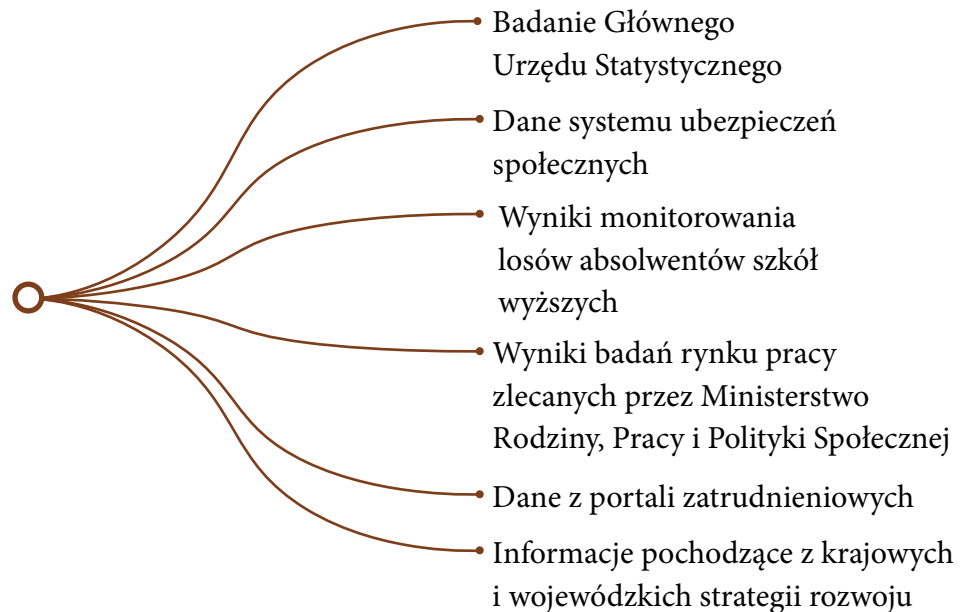 Badanie Głównego
Urzędu Statystycznego
Dane systemu ubezpieczeń
społecznych
Wyniki monitorowania
losów absolwentów szkół
wyższych
Wyniki badań rynku pracy
zlecanych przez Ministerstwo
Rodziny, Pracy i Polityki Społecznej
Dane z portali zatrudnieniowych
Informacje pochodzące z krajowych
i wojewódzkich strategii rozwoju